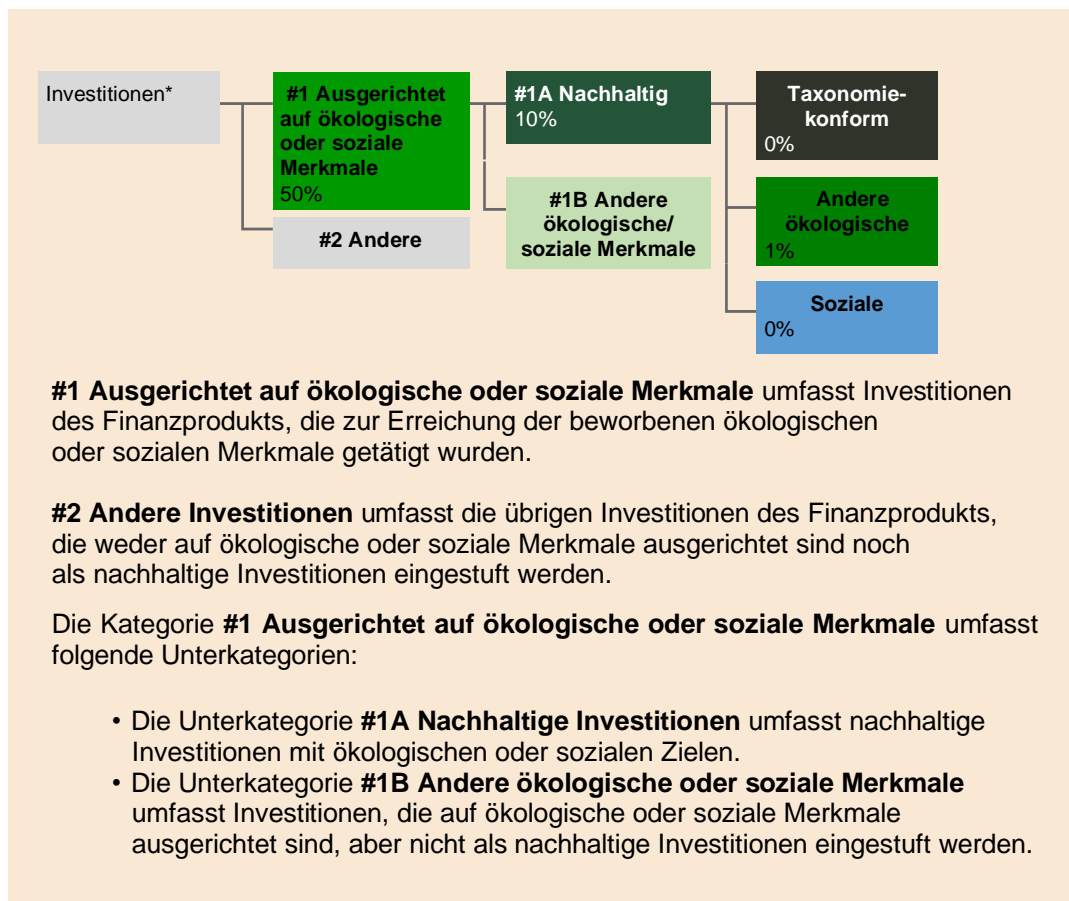 Investitionen*
#1 Ausgerichtet
auf ökologische
oder soziale
Merkmale
50%
#2 Andere
#1A Nachhaltig
10%
#1B Andere
ökologische/
soziale Merkmale
Taxonomie-
konform
0%
Andere
ökologische
1%
Soziale
0%
#1 Ausgerichtet auf ökologische oder soziale Merkmale umfasst Investitionen
des Finanzprodukts, die zur Erreichung der beworbenen ökologischen
oder sozialen Merkmale getätigt wurden.
#2 Andere Investitionen umfasst die übrigen Investitionen des Finanzprodukts,
die weder auf ökologische oder soziale Merkmale ausgerichtet sind noch
als nachhaltige Investitionen eingestuft werden.
Die Kategorie #1 Ausgerichtet auf ökologische oder soziale Merkmale umfasst
folgende Unterkategorien:
• Die Unterkategorie #1A Nachhaltige Investitionen umfasst nachhaltige
Investitionen mit ökologischen oder sozialen Zielen.
• Die Unterkategorie #1B Andere ökologische oder soziale Merkmale
umfasst Investitionen, die auf ökologische oder soziale Merkmale
ausgerichtet sind, aber nicht als nachhaltige Investitionen eingestuft werden.